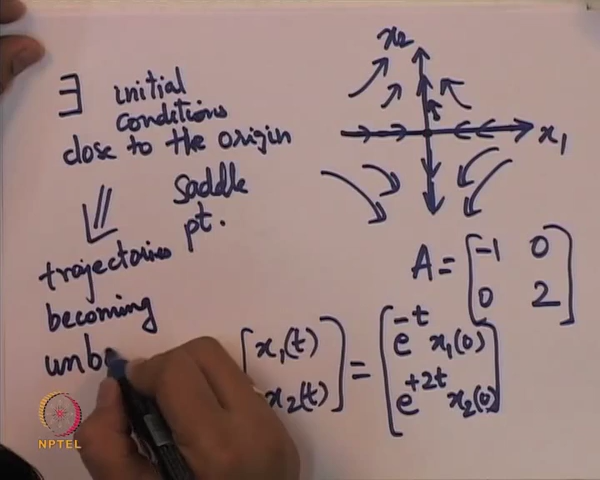 ∃ initial
conditions
close to the origin
⇓
trajectories
becoming
unbo
saddle
pt.
x₂
x₁
A = [-1 0
0 2]
[x₁(t)
x₂(t)] = [e^{-t} x₁(0)
e^{+2t} x₂(0)]
NPTEL